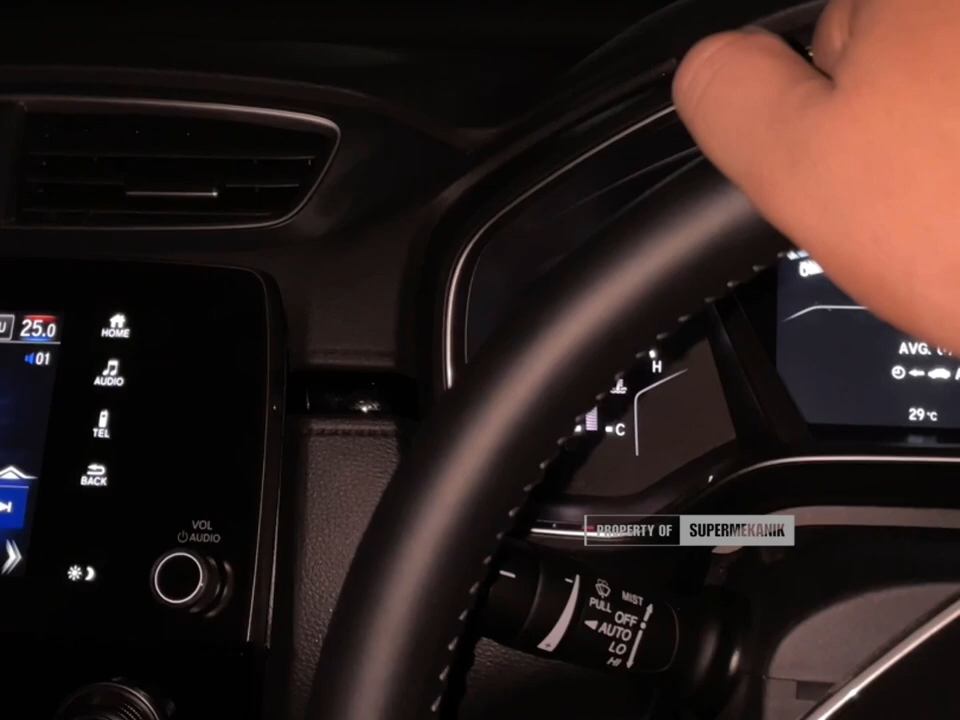 25.0
01
HOME
AUDIO
TEL
BACK
VOL
AUDIO
H
C
AVG.
29°C
PROPERTY OF SUPERMEKANIK
MIST
PULL OFF
AUTO
LO
HI